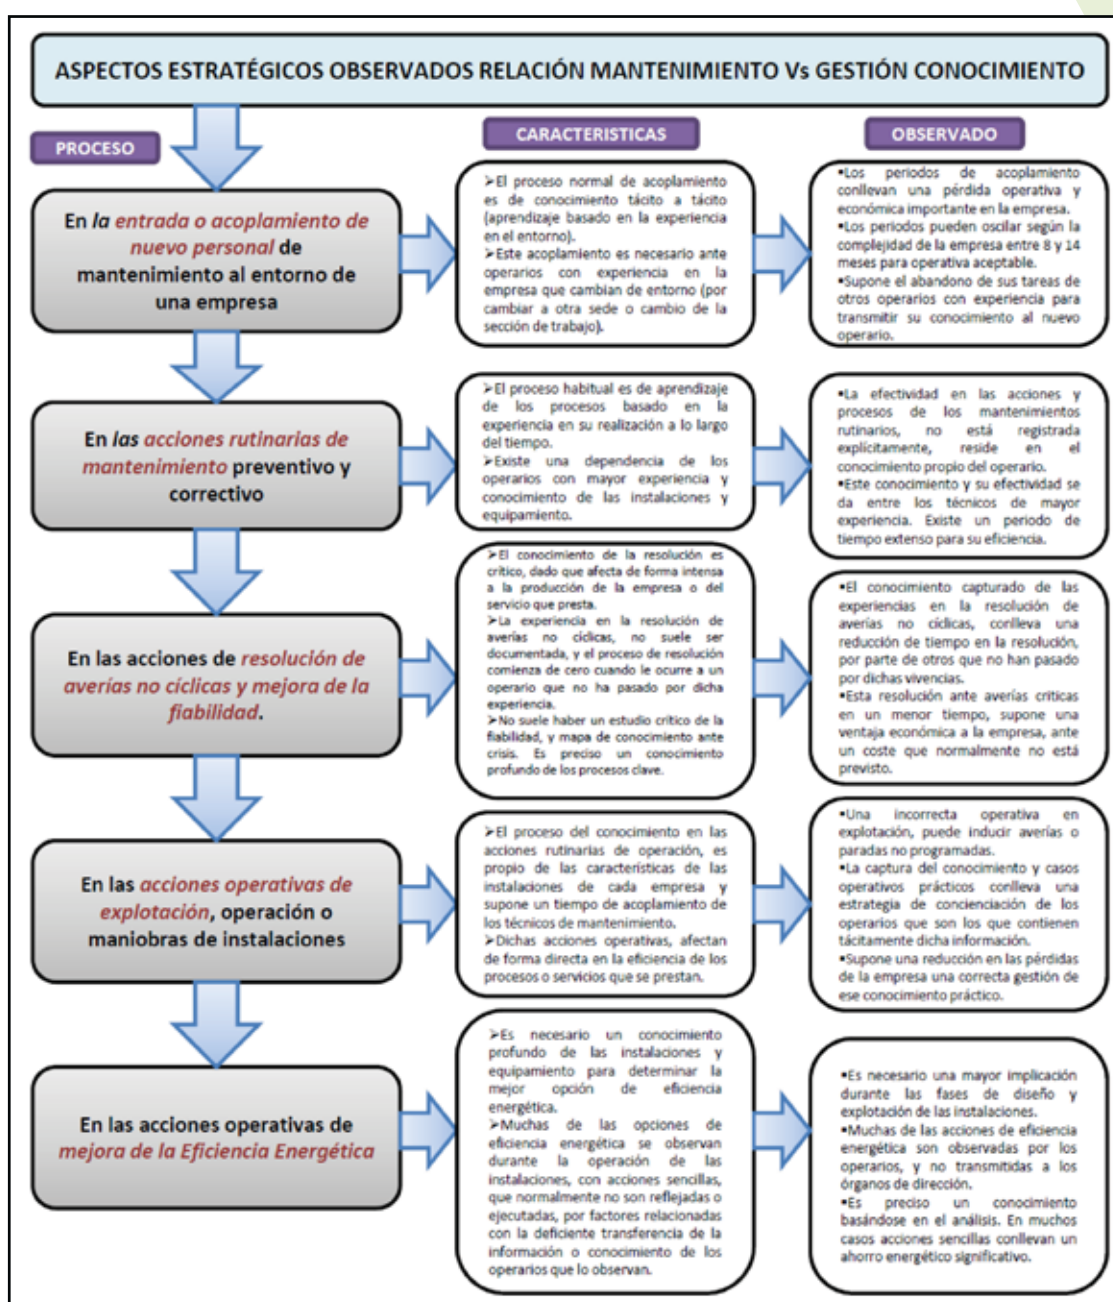 ASPECTOS ESTRATÉGICOS OBSERVADOS RELACIÓN MANTENIMIENTO Vs GESTIÓN CONOCIMIENTO
PROCESO
CARACTERISTICAS
OBSERVADO
En la entrada o acoplamiento de
nuevo personal de
mantenimiento al entorno de
una empresa
➢El proceso normal de acoplamiento
es de conocimiento tácito a tácito
(aprendizaje basado en la experiencia
en el entorno).
➢Este acoplamiento es necesario ante
operarios con experiencia en la
empresa que cambian de entorno (por
cambiar a otra sede o cambio de la
sección de trabajo).
▪Los periodos de acoplamiento
conllevan una pérdida operativa y
económica importante en la empresa.
▪Los periodos pueden oscilar según la
complejidad de la empresa entre 8 y 14
meses para operativa aceptable.
▪Supone el abandono de sus tareas de
otros operarios con experiencia para
transmitir su conocimiento al nuevo
operario.
En las acciones rutinarias de
mantenimiento preventivo y
correctivo
➢El proceso habitual es de aprendizaje
de los procesos basado en la
experiencia en su realización a lo largo
del tiempo.
➢Existe una dependencia de los
operarios con mayor experiencia y
conocimiento de las instalaciones y
equipamiento.
▪La efectividad en las acciones y
procesos de los mantenimientos
rutinarios, no está registrada
explícitamente, reside en el
conocimiento propio del operario.
▪Este conocimiento y su efectividad se
da entre los técnicos de mayor
experiencia. Existe un periodo de
tiempo extenso para su eficiencia.
En las acciones de resolución de
averías no cíclicas y mejora de la
fiabilidad.
➢El conocimiento de la resolución es
crítico, dado que afecta de forma intensa
a la producción de la empresa o del
servicio que presta.
➢La experiencia en la resolución de
averías no cíclicas, no suele ser
documentada, y el proceso de resolución
comienza de cero cuando le ocurre a un
operario que no ha pasado por dicha
experiencia.
➢No suele haber un estudio crítico de la
fiabilidad, y mapa de conocimiento ante
crisis. Es preciso un conocimiento
profundo de los procesos clave.
▪El conocimiento capturado de las
experiencias en la resolución de
averías no cíclicas, conlleva una
reducción de tiempo en la resolución,
por parte de otros que no han pasado
por dichas vivencias.
▪Esta resolución ante averías criticas
en un menor tiempo, supone una
ventaja económica a la empresa, ante
un coste que normalmente no está
previsto.
En las acciones operativas de
explotación, operación o
maniobras de instalaciones
➢El proceso del conocimiento en las
acciones rutinarias de operación, es
propio de las características de las
instalaciones de cada empresa y
supone un tiempo de acoplamiento de
los técnicos de mantenimiento.
➢Dichas acciones operativas, afectan
de forma directa en la eficiencia de los
procesos o servicios que se prestan.
▪Una incorrecta operativa en
explotación, puede inducir averías o
paradas no programadas.
▪La captura del conocimiento y casos
operativos prácticos conlleva una
estrategia de concienciación de los
operarios que son los que contienen
tácitamente dicha información.
▪Supone una reducción en las pérdidas
de la empresa una correcta gestión de
ese conocimiento práctico.
En las acciones operativas de
mejora de la Eficiencia Energética
➢Es necesario un conocimiento
profundo de las instalaciones y
equipamiento para determinar la
mejor opción de eficiencia
energética.
➢Muchas de las opciones de
eficiencia energética se observan
durante la operación de las
instalaciones, con acciones sencillas,
que normalmente no son reflejadas o
ejecutadas, por factores relacionadas
con la deficiente transferencia de la
información o conocimiento de los
operarios que lo observan.
▪Es necesario una mayor implicación
durante las fases de diseño y
explotación de las instalaciones.
▪Muchas de las acciones de eficiencia
energética son observadas por los
operarios, y no transmitidas a los
órganos de dirección.
▪Es preciso un conocimiento
basándose en el análisis. En muchos
casos acciones sencillas conllevan un
ahorro energético significativo.